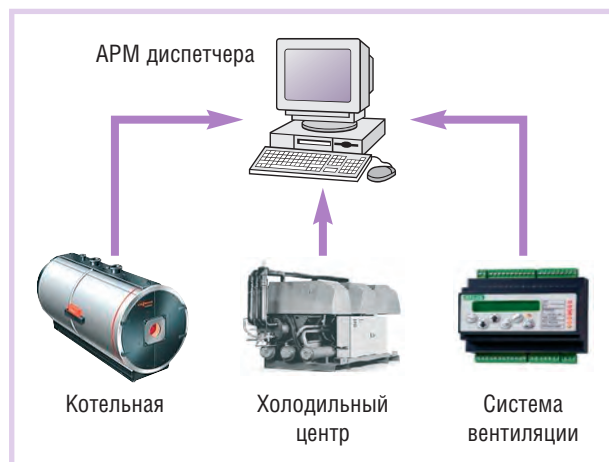 АРМ диспетчера
Котельная
Холодильный
центр
Система
вентиляции